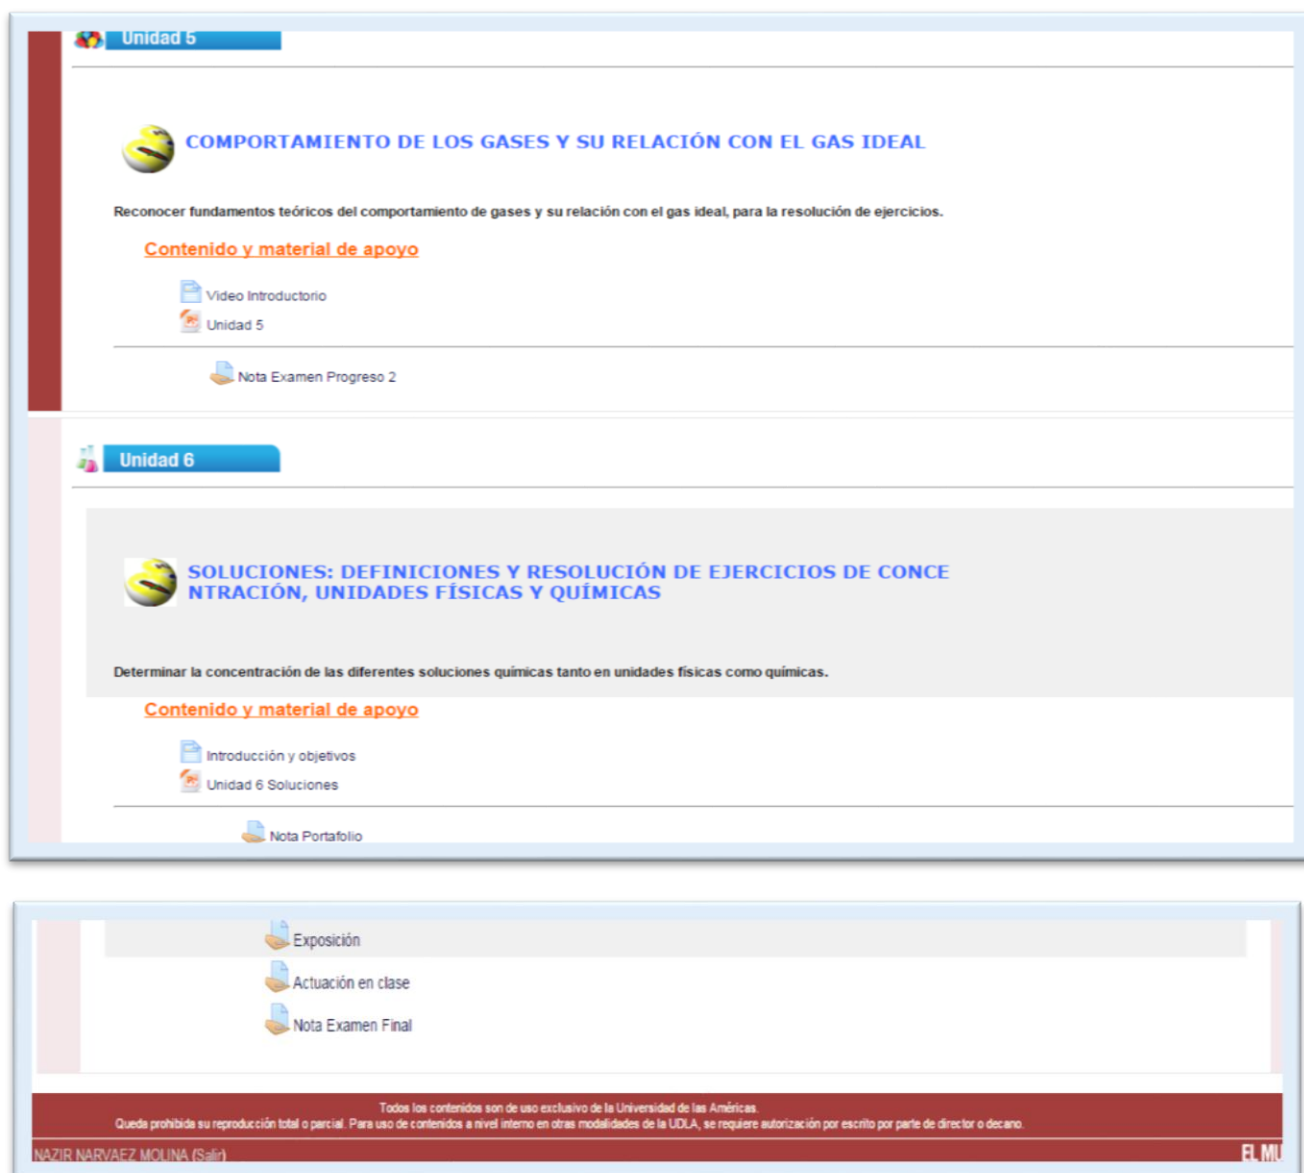 Unidad 5
COMPORTAMIENTO DE LOS GASES Y SU RELACIÓN CON EL GAS IDEAL
Reconocer fundamentos teóricos del comportamiento de gases y su relación con el gas ideal, para la resolución de ejercicios.
Contenido y material de apoyo
Video Introductorio
Unidad 5
Nota Examen Progreso 2
Unidad 6
SOLUCIONES: DEFINICIONES Y RESOLUCIÓN DE EJERCICIOS DE CONCE
NTRACIÓN, UNIDADES FÍSICAS Y QUÍMICAS
Determinar la concentración de las diferentes soluciones químicas tanto en unidades físicas como químicas.
Contenido y material de apoyo
Introducción y objetivos
Unidad 6 Soluciones
Nota Portafolio
Exposición
Actuación en clase
Nota Examen Final
Todos los contenidos son de uso exclusivo de la Universidad de las Américas.
Queda prohibida su reproducción total o parcial. Para uso de contenidos a nivel interno en otras modalidades de la UDLA, se requiere autorización por escrito por parte de director o decano.
NAZIR NARVAEZ MOLINA (Salir)
EL MU